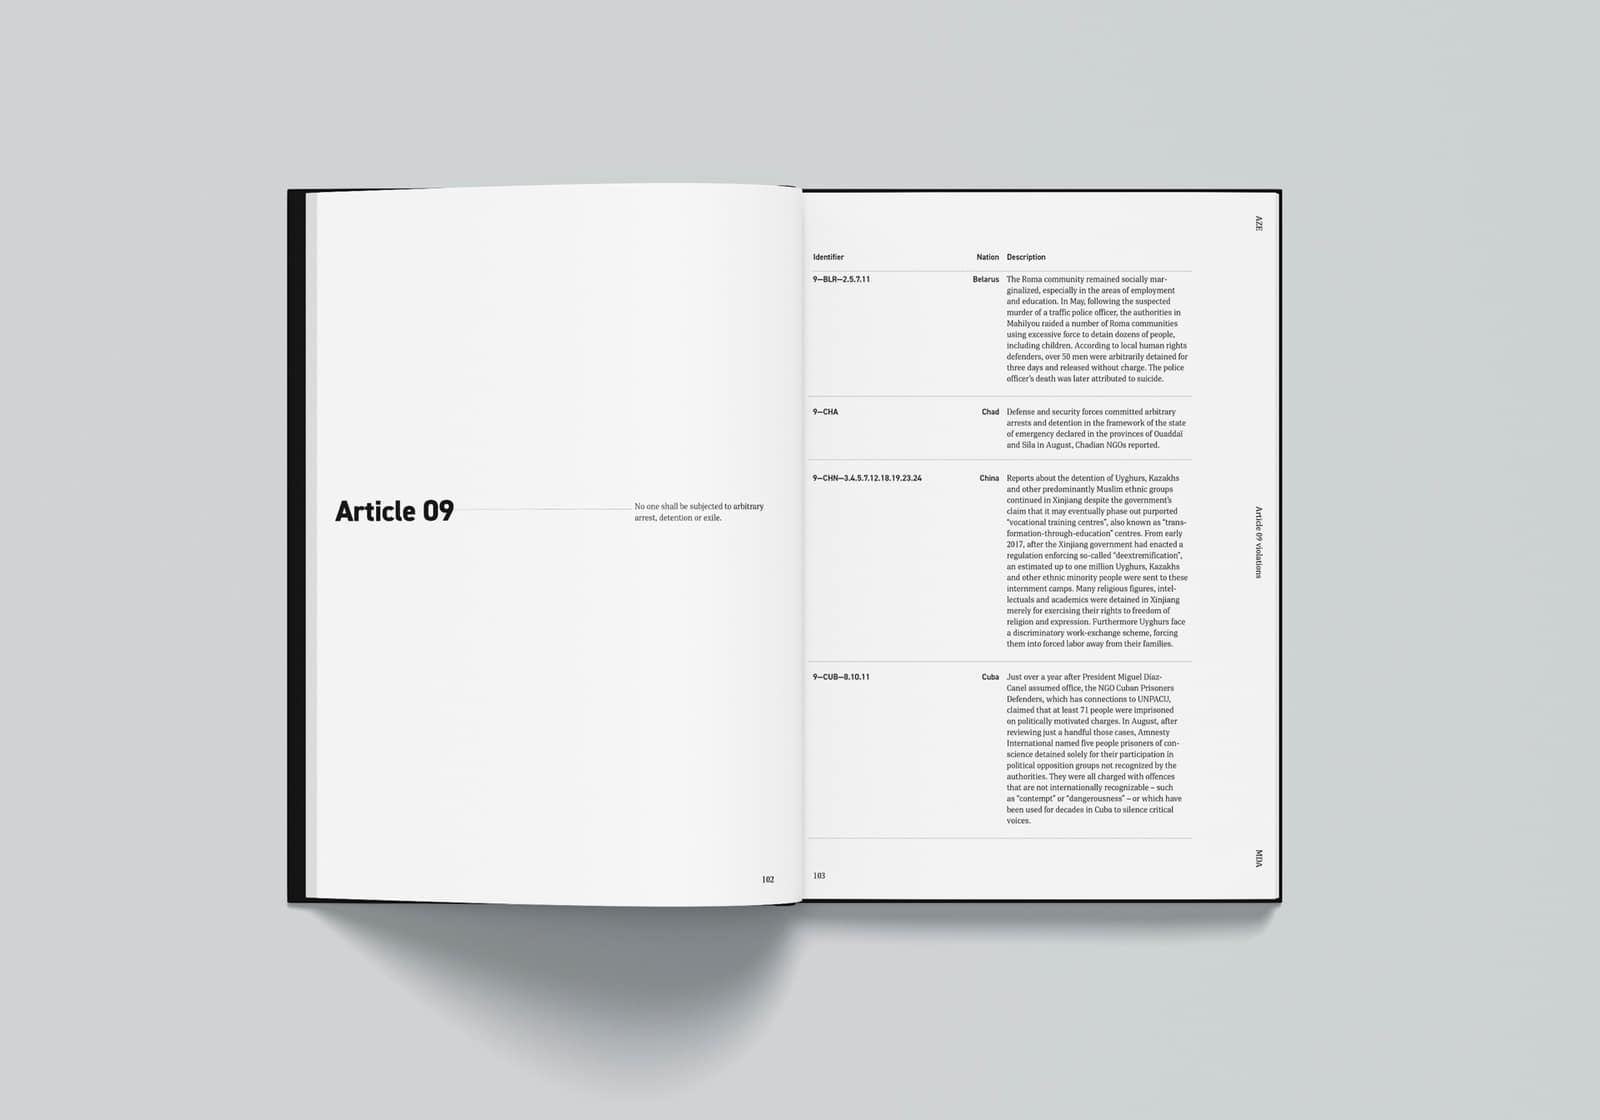 Article 09
No one shall be subjected to arbitrary
arrest, detention or exile.
102
Identifier Nation Description
9—BLR—2.5.7.11 Belarus The Roma community remained socially mar-
ginalized, especially in the areas of employment
and education. In May, following the suspected
murder of a traffic police officer, the authorities in
Mahilyou raided a number of Roma communities
using excessive force to detain dozens of people,
including children. According to local human rights
defenders, over 50 men were arbitrarily detained for
three days and released without charge. The police
officer's death was later attributed to suicide.
9—CHA Chad Defense and security forces committed arbitrary
arrests and detention in the framework of the state
of emergency declared in the provinces of Ouaddaï
and Sila in August, Chadian NGOs reported.
9—CHN—3.4.5.7.12.18.19.23.24 China Reports about the detention of Uyghurs, Kazakhs
and other predominantly Muslim ethnic groups
continued in Xinjiang despite the government's
claim that it may eventually phase out purported
"vocational training centres", also known as "trans-
formation-through-education" centres. From early
2017, after the Xinjiang government had enacted a
regulation enforcing so-called "deextremification",
an estimated up to one million Uyghurs, Kazakhs
and other ethnic minority people were sent to these
internment camps. Many religious figures, intel-
lectuals and academics were detained in Xinjiang
merely for exercising their rights to freedom of
religion and expression. Furthermore Uyghurs face
a discriminatory work-exchange scheme, forcing
them into forced labor away from their families.
9—CUB—8.10.11 Cuba Just over a year after President Miguel Díaz-
Canel assumed office, the NGO Cuban Prisoners
Defenders, which has connections to UNPACU,
claimed that at least 71 people were imprisoned
on politically motivated charges. In August, after
reviewing just a handful those cases, Amnesty
International named five people prisoners of con-
science detained solely for their participation in
political opposition groups not recognized by the
authorities. They were all charged with offences
that are not internationally recognizable – such
as "contempt" or "dangerousness" – or which have
been used for decades in Cuba to silence critical
voices.
103
AZE
Article 09 violations
MDA